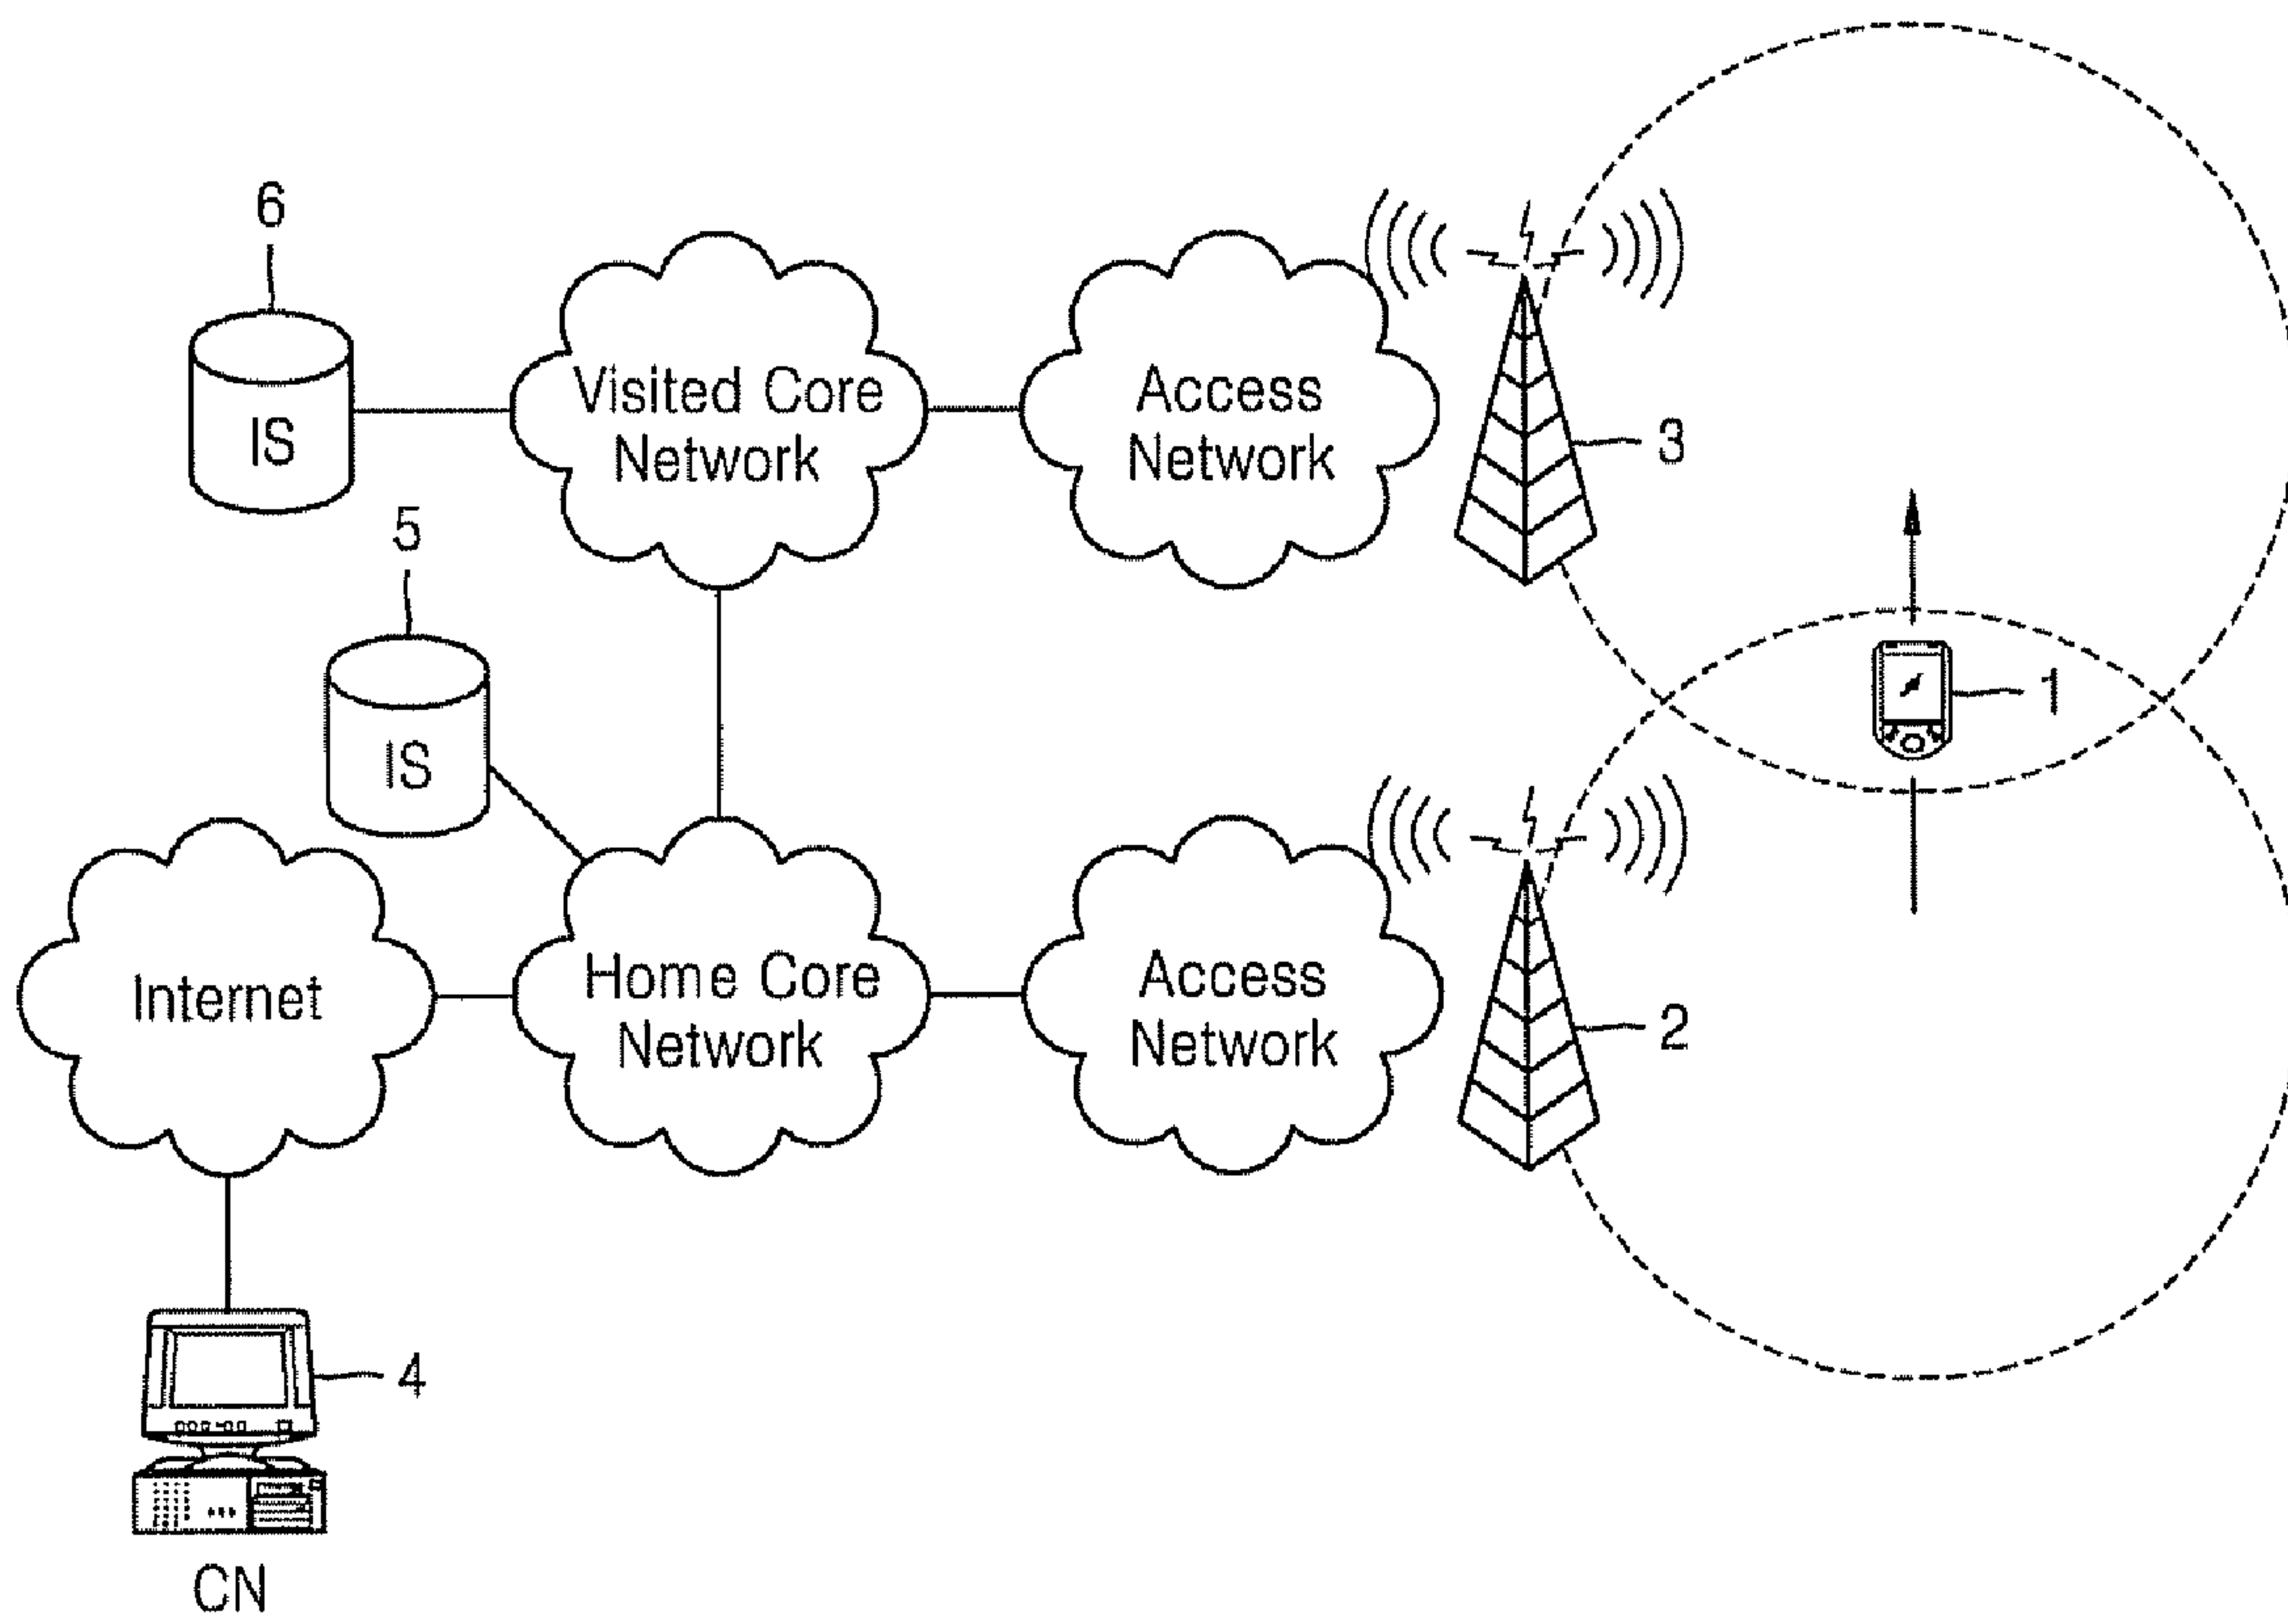 6
IS
Visited Core
Network
Access
Network
3
5
IS
1
Internet
Home Core
Network
Access
Network
2
4
CN